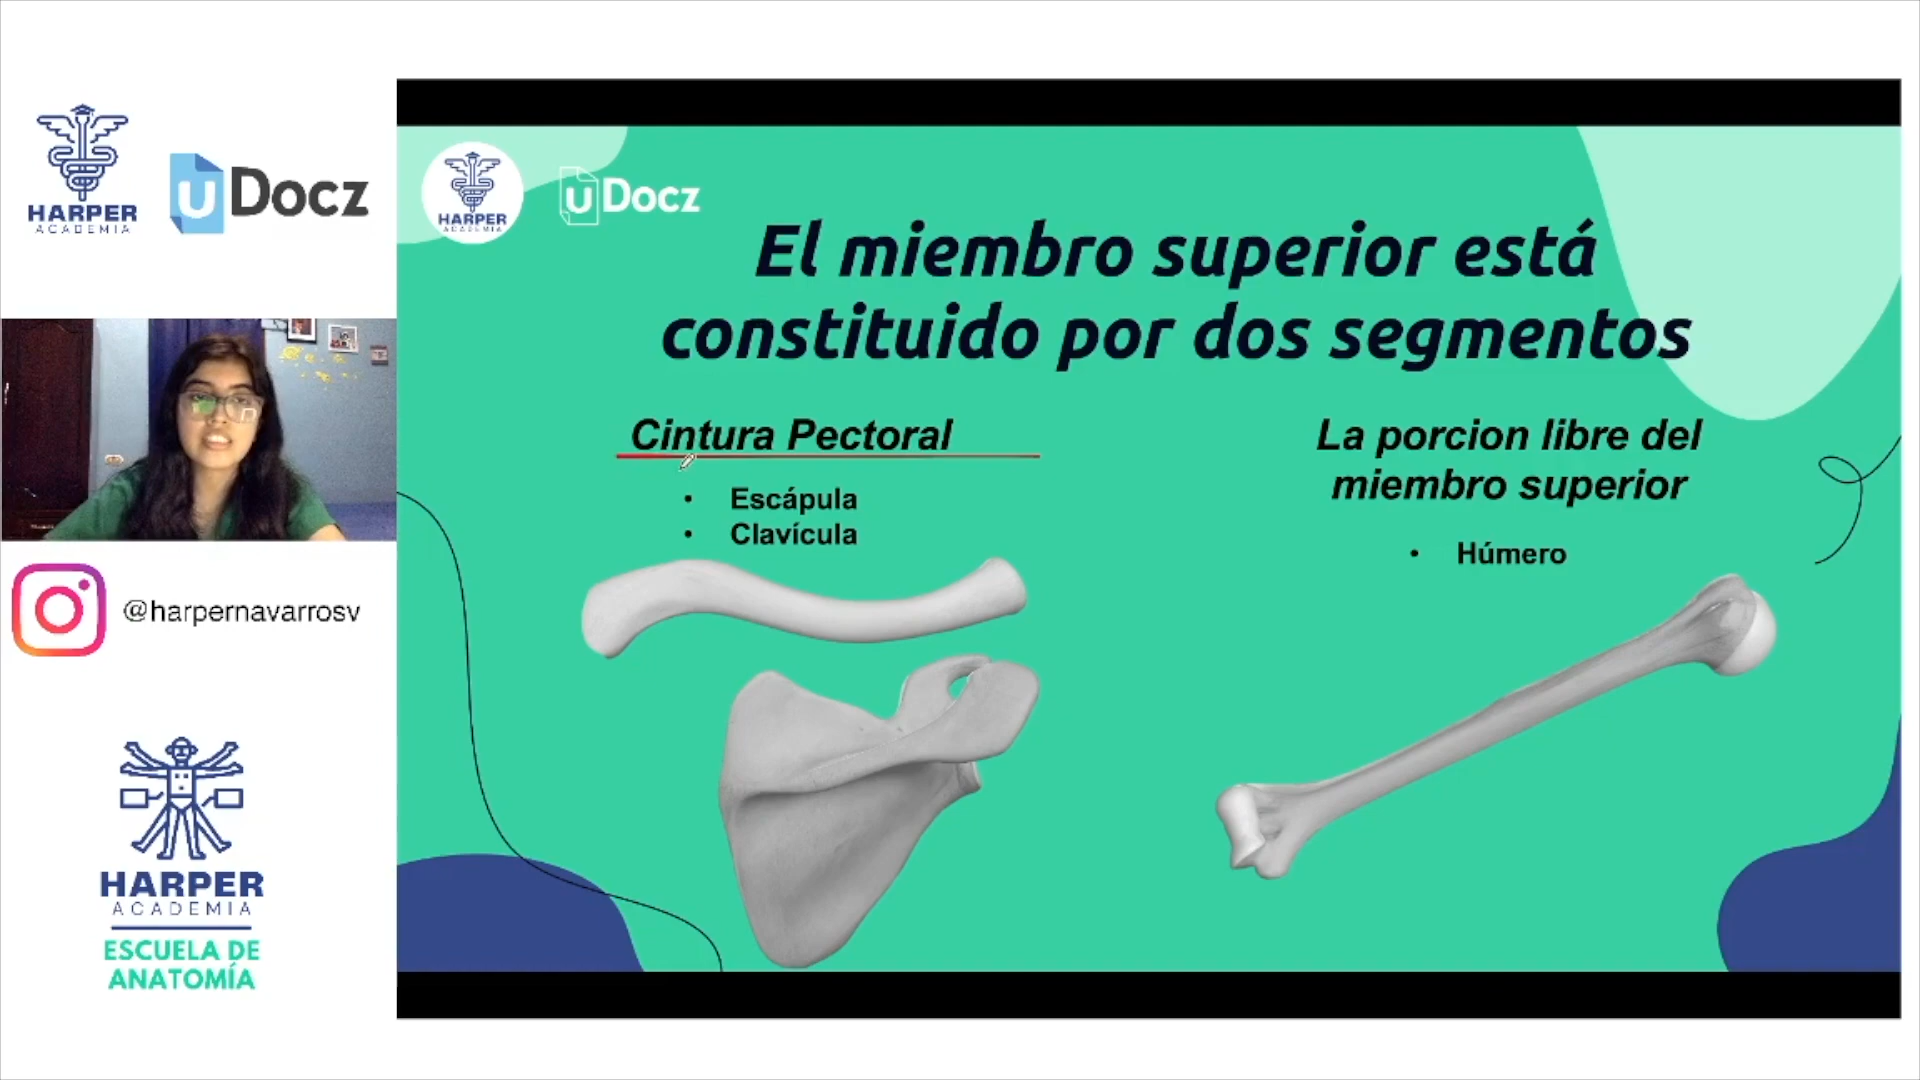 HARPER
ACADEMIA
uDocz
@harpernavarrosv
HARPER
ACADEMIA
ESCUELA DE
ANATOMÍA
HARPER
ACADEMIA
uDocz
El miembro superior está
constituido por dos segmentos
Cintura Pectoral
• Escápula
• Clavícula
La porcion libre del
miembro superior
• Húmero